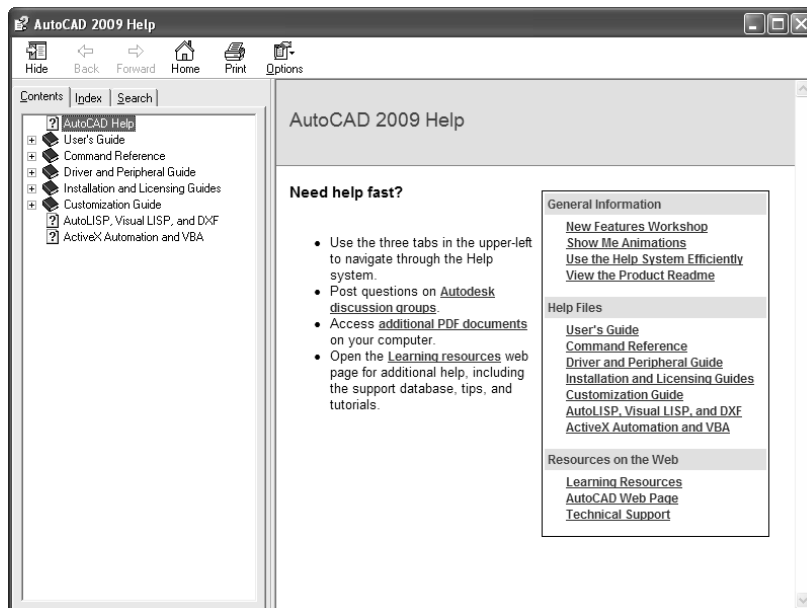 AutoCAD 2009 Help
Hide Back Forward Home Print Options
Contents Index Search
AutoCAD Help
User's Guide
Command Reference
Driver and Peripheral Guide
Installation and Licensing Guides
Customization Guide
AutoLISP, Visual LISP, and DXF
ActiveX Automation and VBA
AutoCAD 2009 Help
Need help fast?
• Use the three tabs in the upper-left
to navigate through the Help
system.
• Post questions on Autodesk
discussion groups.
• Access additional PDF documents
on your computer.
• Open the Learning resources web
page for additional help, including
the support database, tips, and
tutorials.
General Information
New Features Workshop
Show Me Animations
Use the Help System Efficiently
View the Product Readme
Help Files
User's Guide
Command Reference
Driver and Peripheral Guide
Installation and Licensing Guides
Customization Guide
AutoLISP, Visual LISP, and DXF
ActiveX Automation and VBA
Resources on the Web
Learning Resources
AutoCAD Web Page
Technical Support